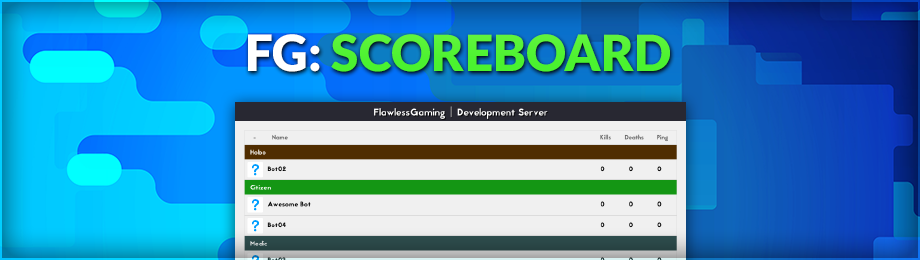 FG: SCOREBOARD
FlawlessGaming | Development Server
- Name Kills Deaths Ping
Hobo
? Bot02 0 0 0
Citizen
? Awesome Bot 0 0 0
? Bot04 0 0 0
Medic